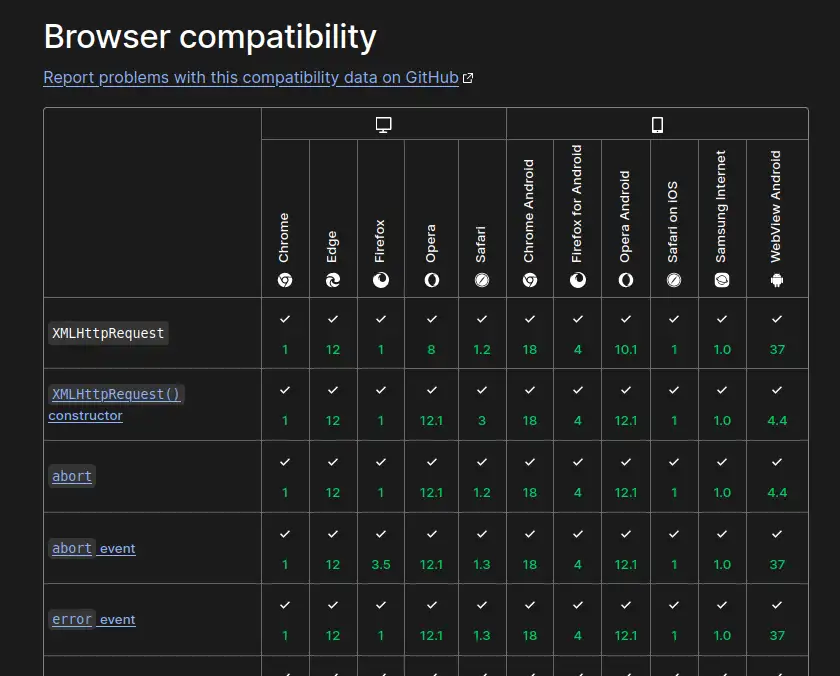 Browser compatibility
Report problems with this compatibility data on GitHub
Chrome Edge Firefox Opera Safari Chrome Android Firefox for Android Opera Android Safari on iOS Samsung Internet WebView Android
XMLHttpRequest 1 12 1 8 1.2 18 4 10.1 1 1.0 37
XMLHttpRequest()
constructor 1 12 1 12.1 3 18 4 12.1 1 1.0 4.4
abort 1 12 1 12.1 1.2 18 4 12.1 1 1.0 4.4
abort event 1 12 3.5 12.1 1.3 18 4 12.1 1 1.0 37
error event 1 12 1 12.1 1.3 18 4 12.1 1 1.0 37